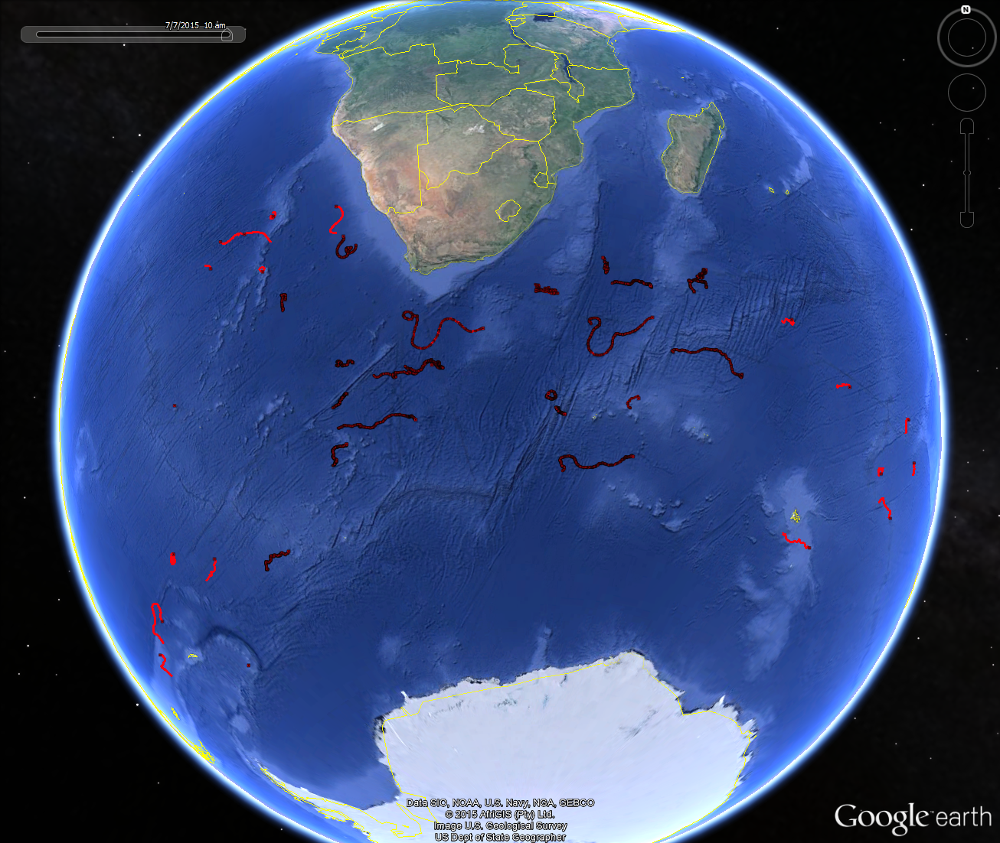 7/7/2015 10 am
N
Data SIO, NOAA, U.S. Navy, NGA, GEBCO
© 2015 AfriGIS (Pty) Ltd.
Image U.S. Geological Survey
US Dept of State Geographer
Google earth